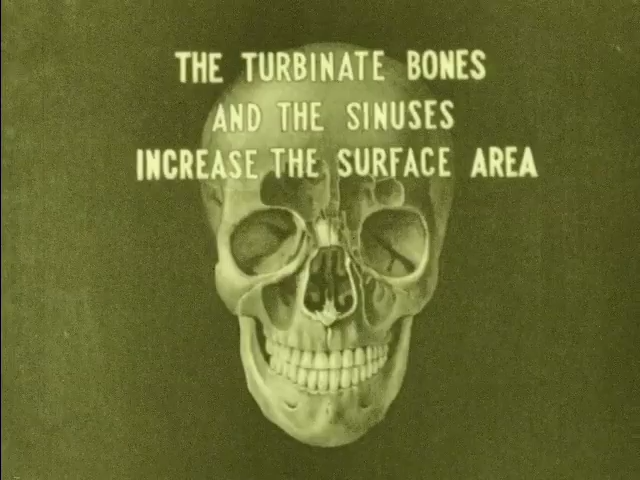 THE TURBINATE BONES
AND THE SINUSES
INCREASE THE SURFACE AREA